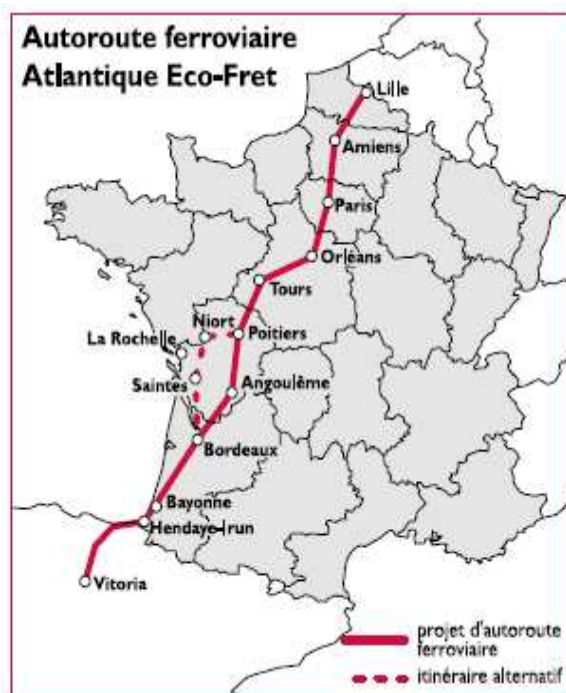 Autoroute ferroviaire
Atlantique Eco-Fret
Lille
Amiens
Paris
Orléans
Tours
Niort
La Rochelle
Poitiers
Saintes
Angoulême
Bordeaux
Bayonne
Hendaye-Irun
Vitoria
projet d'autoroute
ferroviaire
itinéraire alternatif